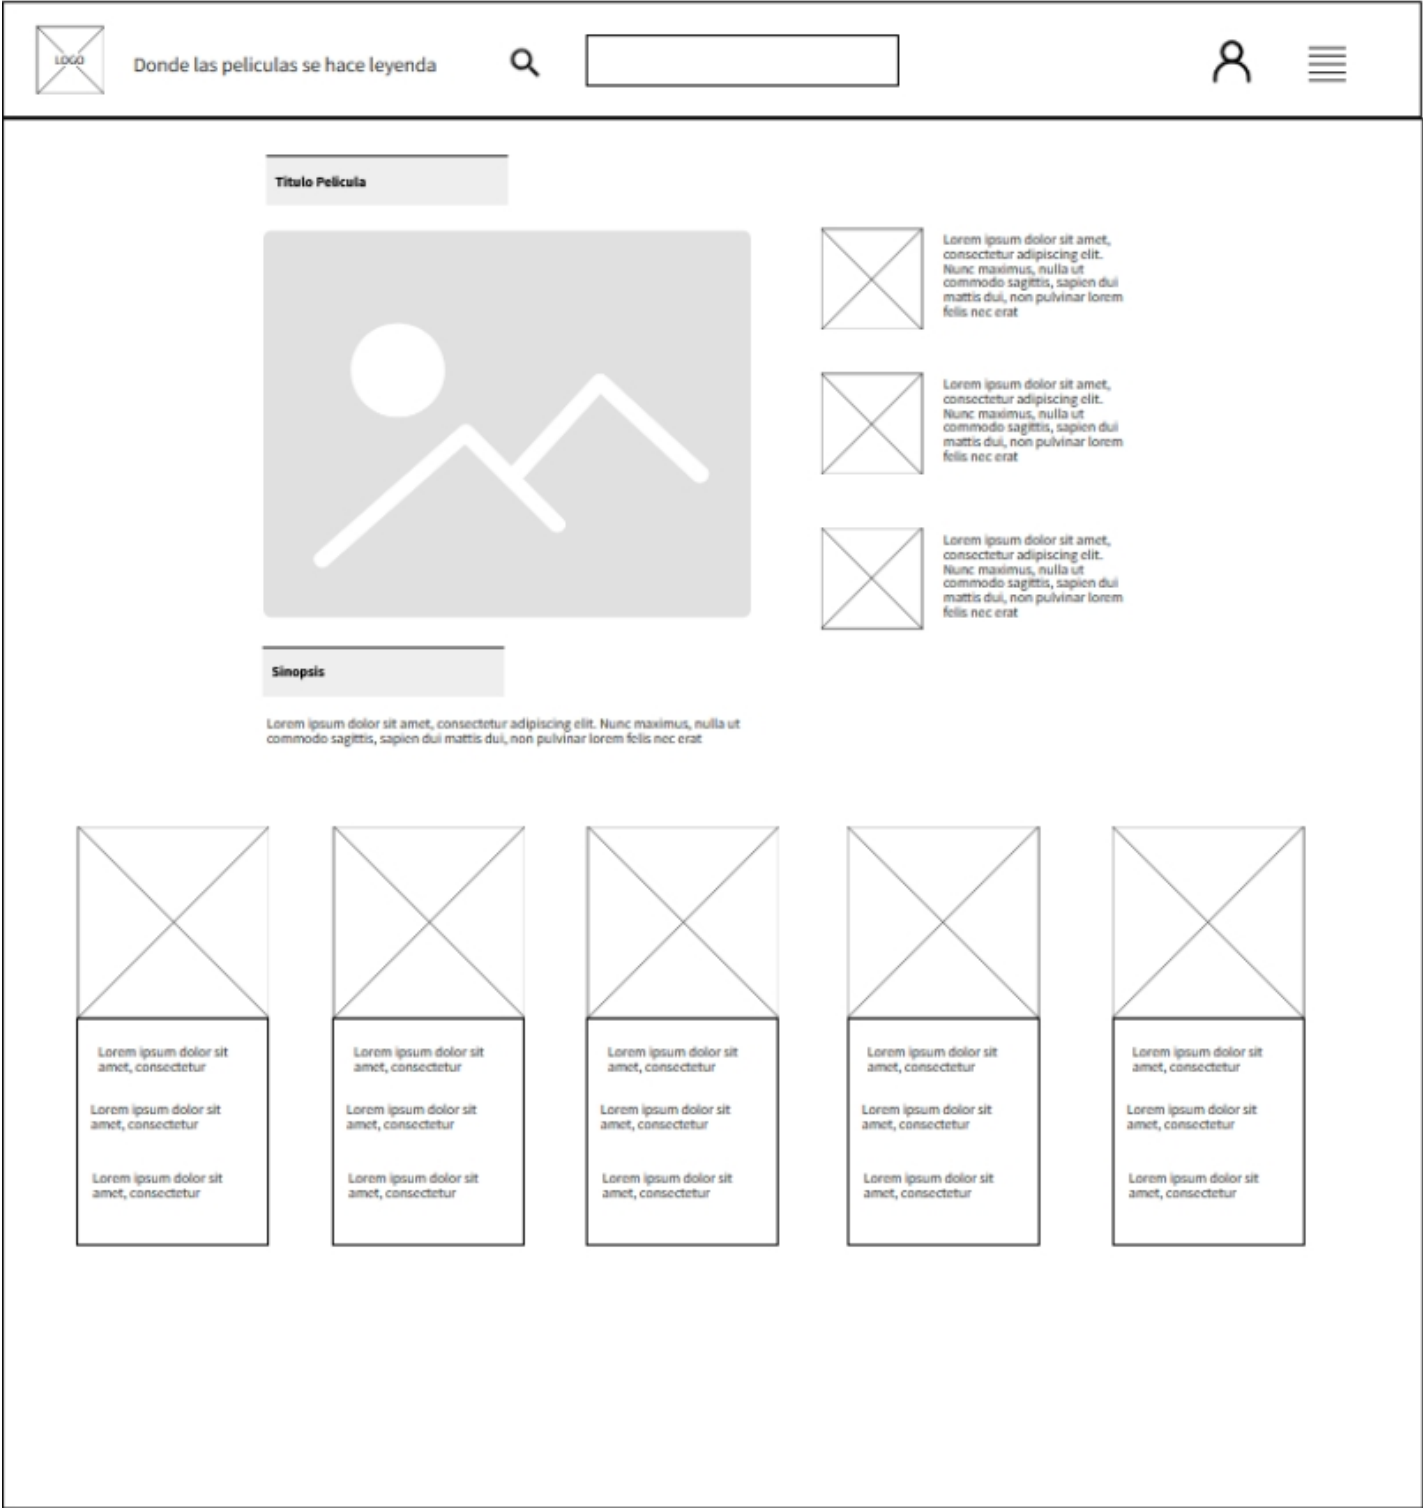 LOGO
Donde las peliculas se hace leyenda
Titulo Pelicula
Lorem ipsum dolor sit amet,
consectetur adipiscing elit.
Nunc maximus, nulla ut
commodo sagittis, sapien dui
mattis dui, non pulvinar lorem
felis nec erat
Lorem ipsum dolor sit amet,
consectetur adipiscing elit.
Nunc maximus, nulla ut
commodo sagittis, sapien dui
mattis dui, non pulvinar lorem
felis nec erat
Lorem ipsum dolor sit amet,
consectetur adipiscing elit.
Nunc maximus, nulla ut
commodo sagittis, sapien dui
mattis dui, non pulvinar lorem
felis nec erat
Sinopsis
Lorem ipsum dolor sit amet, consectetur adipiscing elit. Nunc maximus, nulla ut
commodo sagittis, sapien dui mattis dui, non pulvinar lorem felis nec erat
Lorem ipsum dolor sit
amet, consectetur
Lorem ipsum dolor sit
amet, consectetur
Lorem ipsum dolor sit
amet, consectetur
Lorem ipsum dolor sit
amet, consectetur
Lorem ipsum dolor sit
amet, consectetur
Lorem ipsum dolor sit
amet, consectetur
Lorem ipsum dolor sit
amet, consectetur
Lorem ipsum dolor sit
amet, consectetur
Lorem ipsum dolor sit
amet, consectetur
Lorem ipsum dolor sit
amet, consectetur
Lorem ipsum dolor sit
amet, consectetur
Lorem ipsum dolor sit
amet, consectetur
Lorem ipsum dolor sit
amet, consectetur
Lorem ipsum dolor sit
amet, consectetur
Lorem ipsum dolor sit
amet, consectetur